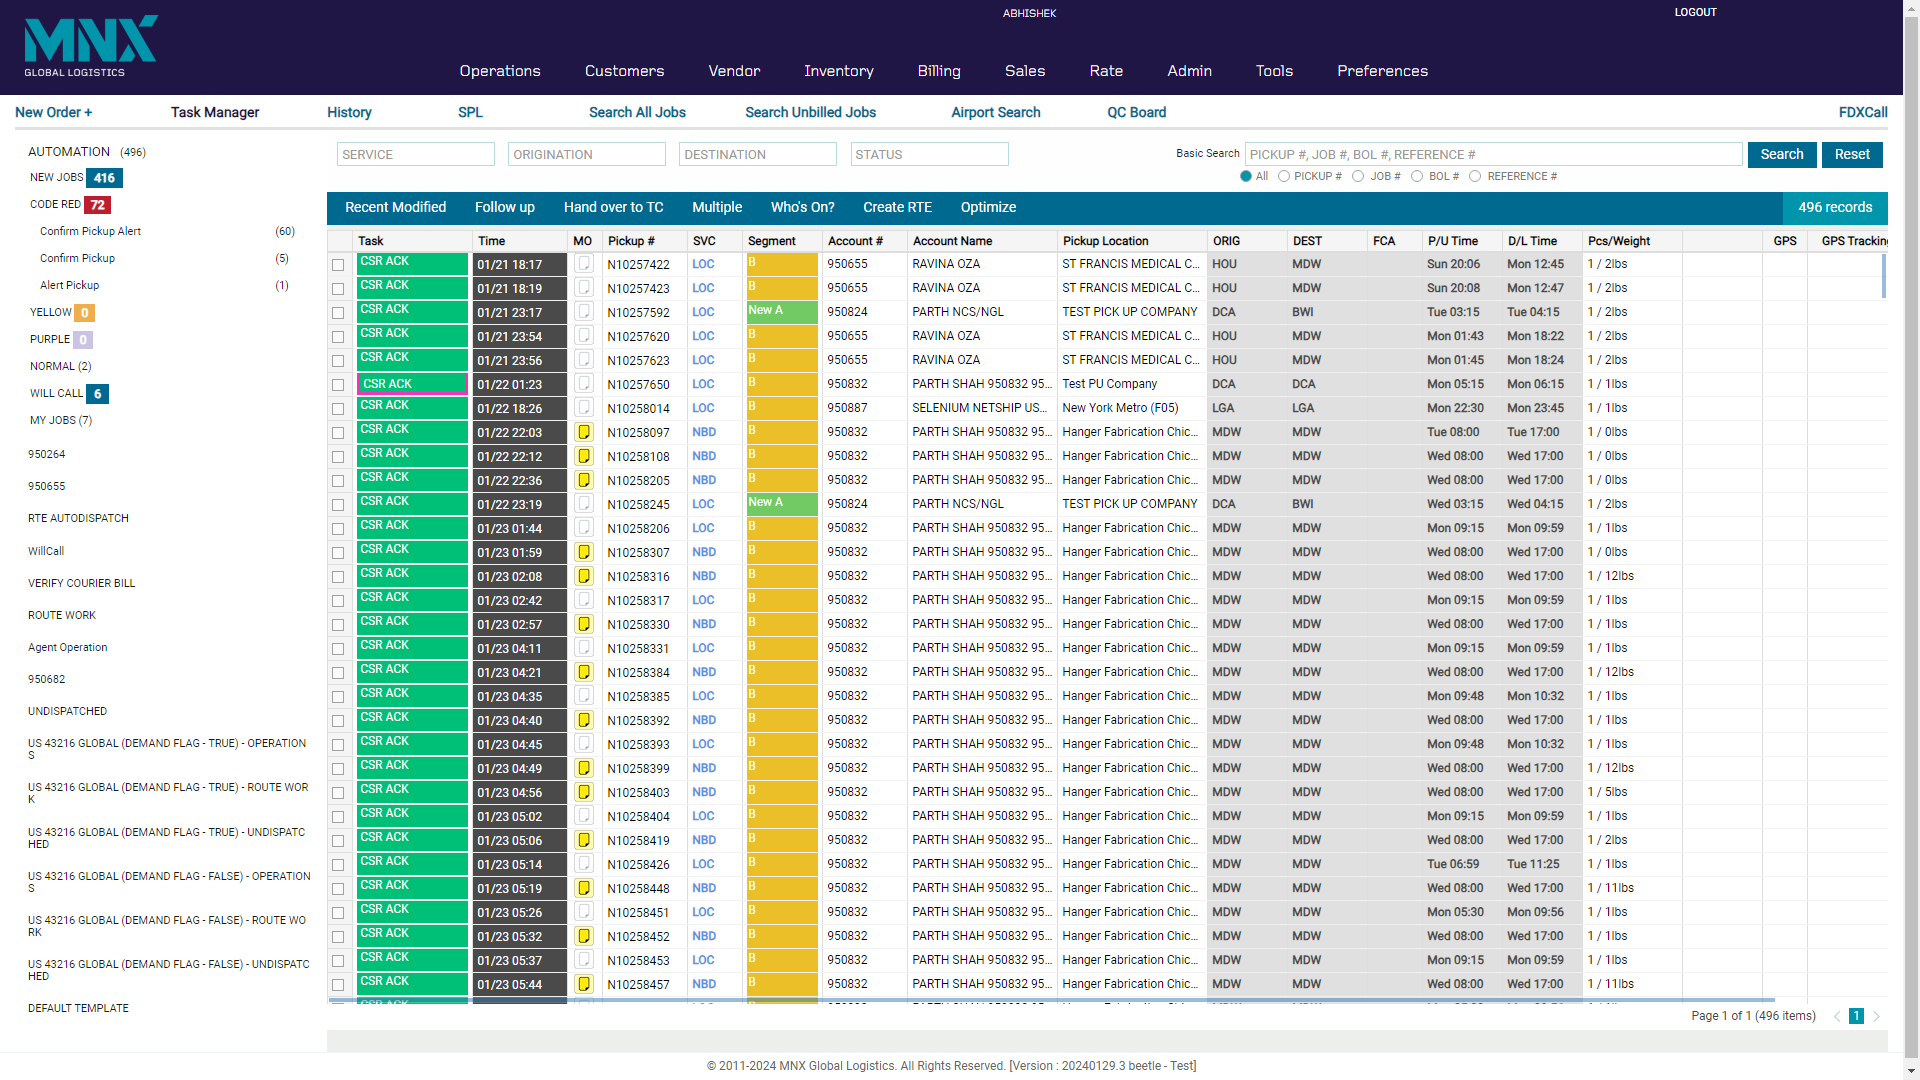 MNX
GLOBAL LOGISTICS
ABHISHEK
LOGOUT
Operations Customers Vendor Inventory Billing Sales Rate Admin Tools Preferences
New Order + Task Manager History SPL Search All Jobs Search Unbilled Jobs Airport Search QC Board FDXCall
AUTOMATION (496)
NEW JOBS 416
CODE RED 72
Confirm Pickup Alert (60)
Confirm Pickup (5)
Alert Pickup (1)
YELLOW 0
PURPLE 0
NORMAL (2)
WILL CALL 6
MY JOBS (7)
950264
950655
RTE AUTODISPATCH
WillCall
VERIFY COURIER BILL
ROUTE WORK
Agent Operation
950682
UNDISPATCHED
US 43216 GLOBAL (DEMAND FLAG - TRUE) - OPERATION
S
US 43216 GLOBAL (DEMAND FLAG - TRUE) - ROUTE WOR
K
US 43216 GLOBAL (DEMAND FLAG - TRUE) - UNDISPATC
HED
US 43216 GLOBAL (DEMAND FLAG - FALSE) - OPERATION
S
US 43216 GLOBAL (DEMAND FLAG - FALSE) - ROUTE WO
RK
US 43216 GLOBAL (DEMAND FLAG - FALSE) - UNDISPATC
HED
DEFAULT TEMPLATE
SERVICE ORIGINATION DESTINATION STATUS Basic Search PICKUP #, JOB #, BOL #, REFERENCE # Search Reset
All PICKUP # JOB # BOL # REFERENCE #
Recent Modified Follow up Hand over to TC Multiple Who's On? Create RTE Optimize 496 records
Task Time MO Pickup # SVC Segment Account # Account Name Pickup Location ORIG DEST FCA P/U Time D/L Time Pcs/Weight GPS GPS Tracking
CSR ACK 01/21 18:17 N10257422 LOC B 950655 RAVINA OZA ST FRANCIS MEDICAL C... HOU MDW Sun 20:06 Mon 12:45 1 / 2lbs
CSR ACK 01/21 18:19 N10257423 LOC B 950655 RAVINA OZA ST FRANCIS MEDICAL C... HOU MDW Sun 20:08 Mon 12:47 1 / 2lbs
CSR ACK 01/21 23:17 N10257592 LOC New A 950824 PARTH NCS/NGL TEST PICK UP COMPANY DCA BWI Tue 03:15 Tue 04:15 1 / 2lbs
CSR ACK 01/21 23:54 N10257620 LOC B 950655 RAVINA OZA ST FRANCIS MEDICAL C... HOU MDW Mon 01:43 Mon 18:22 1 / 2lbs
CSR ACK 01/21 23:56 N10257623 LOC B 950655 RAVINA OZA ST FRANCIS MEDICAL C... HOU MDW Mon 01:45 Mon 18:24 1 / 2lbs
CSR ACK 01/22 01:23 N10257650 LOC B 950832 PARTH SHAH 950832 95... Test PU Company DCA DCA Mon 05:15 Mon 06:15 1 / 1lbs
CSR ACK 01/22 18:26 N10258014 LOC B 950887 SELENIUM NETSHIP US... New York Metro (F05) LGA LGA Mon 22:30 Mon 23:45 1 / 1lbs
CSR ACK 01/22 22:03 N10258097 NBD B 950832 PARTH SHAH 950832 95... Hanger Fabrication Chic... MDW MDW Tue 08:00 Tue 17:00 1 / 0lbs
CSR ACK 01/22 22:12 N10258108 NBD B 950832 PARTH SHAH 950832 95... Hanger Fabrication Chic... MDW MDW Wed 08:00 Wed 17:00 1 / 0lbs
CSR ACK 01/22 22:36 N10258205 NBD B 950832 PARTH SHAH 950832 95... Hanger Fabrication Chic... MDW MDW Wed 08:00 Wed 17:00 1 / 0lbs
CSR ACK 01/22 23:19 N10258245 LOC New A 950824 PARTH NCS/NGL TEST PICK UP COMPANY DCA BWI Wed 03:15 Wed 04:15 1 / 2lbs
CSR ACK 01/23 01:44 N10258206 LOC B 950832 PARTH SHAH 950832 95... Hanger Fabrication Chic... MDW MDW Mon 09:15 Mon 09:59 1 / 1lbs
CSR ACK 01/23 01:59 N10258307 NBD B 950832 PARTH SHAH 950832 95... Hanger Fabrication Chic... MDW MDW Wed 08:00 Wed 17:00 1 / 0lbs
CSR ACK 01/23 02:08 N10258316 NBD B 950832 PARTH SHAH 950832 95... Hanger Fabrication Chic... MDW MDW Wed 08:00 Wed 17:00 1 / 12lbs
CSR ACK 01/23 02:42 N10258317 LOC B 950832 PARTH SHAH 950832 95... Hanger Fabrication Chic... MDW MDW Mon 09:15 Mon 09:59 1 / 1lbs
CSR ACK 01/23 02:57 N10258330 NBD B 950832 PARTH SHAH 950832 95... Hanger Fabrication Chic... MDW MDW Wed 08:00 Wed 17:00 1 / 1lbs
CSR ACK 01/23 04:11 N10258331 LOC B 950832 PARTH SHAH 950832 95... Hanger Fabrication Chic... MDW MDW Mon 09:15 Mon 09:59 1 / 1lbs
CSR ACK 01/23 04:21 N10258384 NBD B 950832 PARTH SHAH 950832 95... Hanger Fabrication Chic... MDW MDW Wed 08:00 Wed 17:00 1 / 12lbs
CSR ACK 01/23 04:35 N10258385 LOC B 950832 PARTH SHAH 950832 95... Hanger Fabrication Chic... MDW MDW Mon 09:48 Mon 10:32 1 / 1lbs
CSR ACK 01/23 04:40 N10258392 NBD B 950832 PARTH SHAH 950832 95... Hanger Fabrication Chic... MDW MDW Wed 08:00 Wed 17:00 1 / 1lbs
CSR ACK 01/23 04:45 N10258393 LOC B 950832 PARTH SHAH 950832 95... Hanger Fabrication Chic... MDW MDW Mon 09:48 Mon 10:32 1 / 1lbs
CSR ACK 01/23 04:49 N10258399 NBD B 950832 PARTH SHAH 950832 95... Hanger Fabrication Chic... MDW MDW Wed 08:00 Wed 17:00 1 / 12lbs
CSR ACK 01/23 04:56 N10258403 NBD B 950832 PARTH SHAH 950832 95... Hanger Fabrication Chic... MDW MDW Wed 08:00 Wed 17:00 1 / 5lbs
CSR ACK 01/23 05:02 N10258404 LOC B 950832 PARTH SHAH 950832 95... Hanger Fabrication Chic... MDW MDW Mon 09:15 Mon 09:59 1 / 1lbs
CSR ACK 01/23 05:06 N10258419 NBD B 950832 PARTH SHAH 950832 95... Hanger Fabrication Chic... MDW MDW Wed 08:00 Wed 17:00 1 / 2lbs
CSR ACK 01/23 05:14 N10258426 LOC B 950832 PARTH SHAH 950832 95... Hanger Fabrication Chic... MDW MDW Tue 06:59 Tue 11:25 1 / 1lbs
CSR ACK 01/23 05:19 N10258448 NBD B 950832 PARTH SHAH 950832 95... Hanger Fabrication Chic... MDW MDW Wed 08:00 Wed 17:00 1 / 11lbs
CSR ACK 01/23 05:26 N10258451 LOC B 950832 PARTH SHAH 950832 95... Hanger Fabrication Chic... MDW MDW Mon 05:30 Mon 09:56 1 / 1lbs
CSR ACK 01/23 05:32 N10258452 NBD B 950832 PARTH SHAH 950832 95... Hanger Fabrication Chic... MDW MDW Wed 08:00 Wed 17:00 1 / 1lbs
CSR ACK 01/23 05:37 N10258453 LOC B 950832 PARTH SHAH 950832 95... Hanger Fabrication Chic... MDW MDW Mon 09:15 Mon 09:59 1 / 1lbs
CSR ACK 01/23 05:44 N10258457 NBD B 950832 PARTH SHAH 950832 95... Hanger Fabrication Chic... MDW MDW Wed 08:00 Wed 17:00 1 / 11lbs
Page 1 of 1 (496 items) 1
© 2011-2024 MNX Global Logistics. All Rights Reserved. [Version : 20240129.3 beetle - Test]